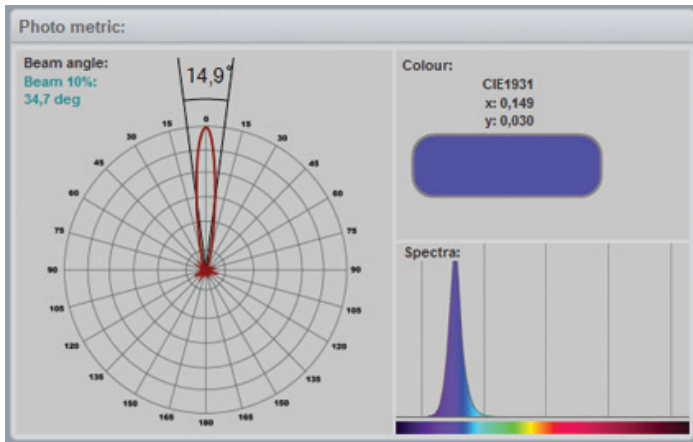 Photo metric:
Beam angle:
Beam 10%:
34,7 deg
14,9°
0
15
15
30
30
45
45
60
60
75
75
90
90
105
105
120
120
135
135
150
150
165
165
180
Colour:
CIE1931
x: 0,149
y: 0,030
Spectra: